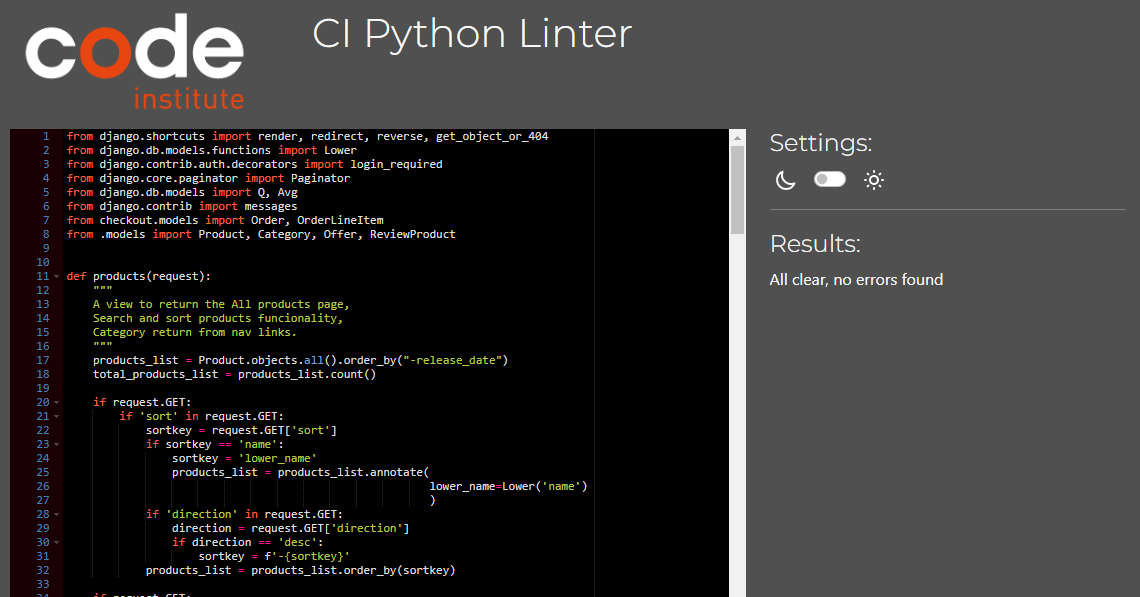 code
institute
CI Python Linter
1 from django.shortcuts import render, redirect, reverse, get_object_or_404
2 from django.db.models.functions import Lower
3 from django.contrib.auth.decorators import login_required
4 from django.core.paginator import Paginator
5 from django.db.models import Q, Avg
6 from django.contrib import messages
7 from checkout.models import Order, OrderLineItem
8 from .models import Product, Category, Offer, ReviewProduct
9
10
11 def products(request):
12     """
13     A view to return the All products page,
14     Search and sort products funcionality,
15     Category return from nav links.
16     """
17     products_list = Product.objects.all().order_by("-release_date")
18     total_products_list = products_list.count()
19
20     if request.GET:
21         if 'sort' in request.GET:
22             sortkey = request.GET['sort']
23             if sortkey == 'name':
24                 sortkey = 'lower_name'
25                 products_list = products_list.annotate(
26                                                        lower_name=Lower('name')
27                                                        )
28             if 'direction' in request.GET:
29                 direction = request.GET['direction']
30                 if direction == 'desc':
31                     sortkey = f'-{sortkey}'
32             products_list = products_list.order_by(sortkey)
33
34     if request.GET:
Settings:
Results:
All clear, no errors found